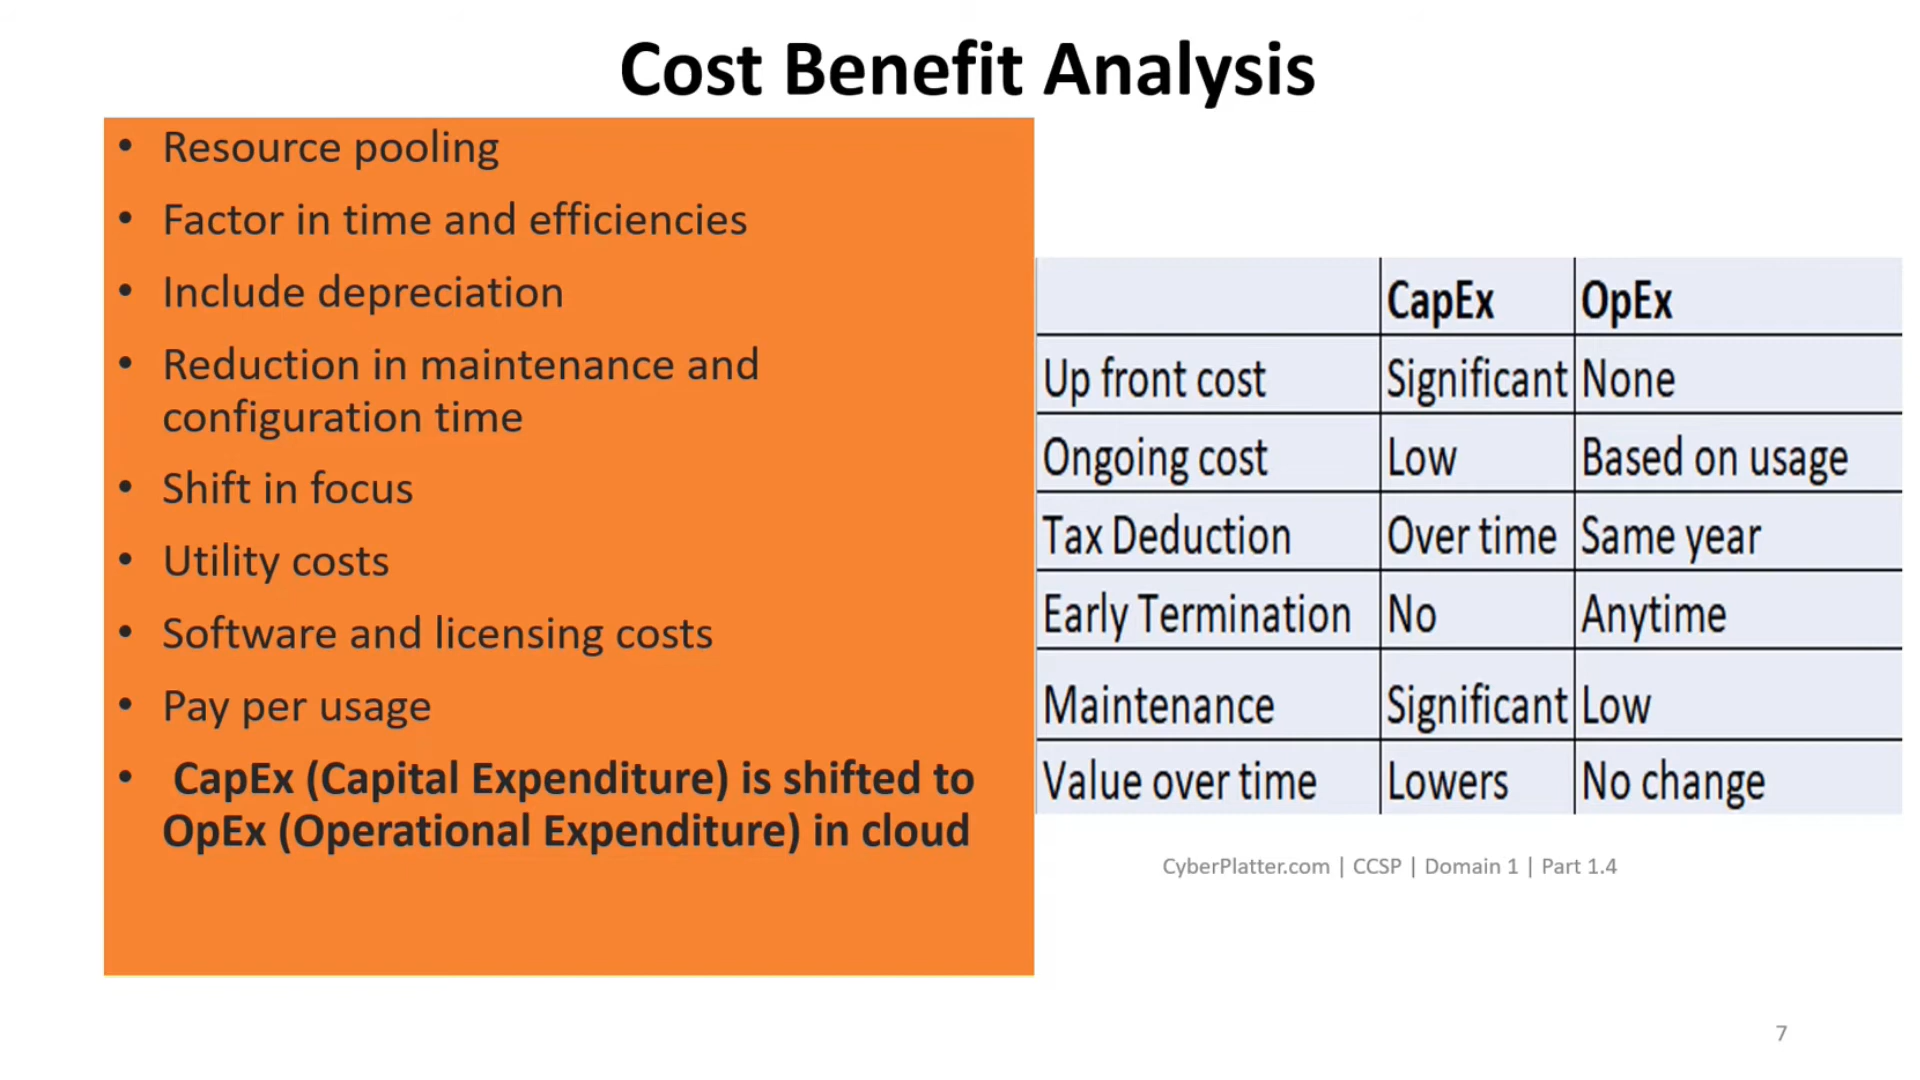 Cost Benefit Analysis
• Resource pooling
• Factor in time and efficiencies
• Include depreciation
• Reduction in maintenance and
configuration time
• Shift in focus
• Utility costs
• Software and licensing costs
• Pay per usage
• CapEx (Capital Expenditure) is shifted to
OpEx (Operational Expenditure) in cloud
CapEx OpEx
Up front cost Significant None
Ongoing cost Low Based on usage
Tax Deduction Over time Same year
Early Termination No Anytime
Maintenance Significant Low
Value over time Lowers No change
CyberPlatter.com | CCSP | Domain 1 | Part 1.4
7